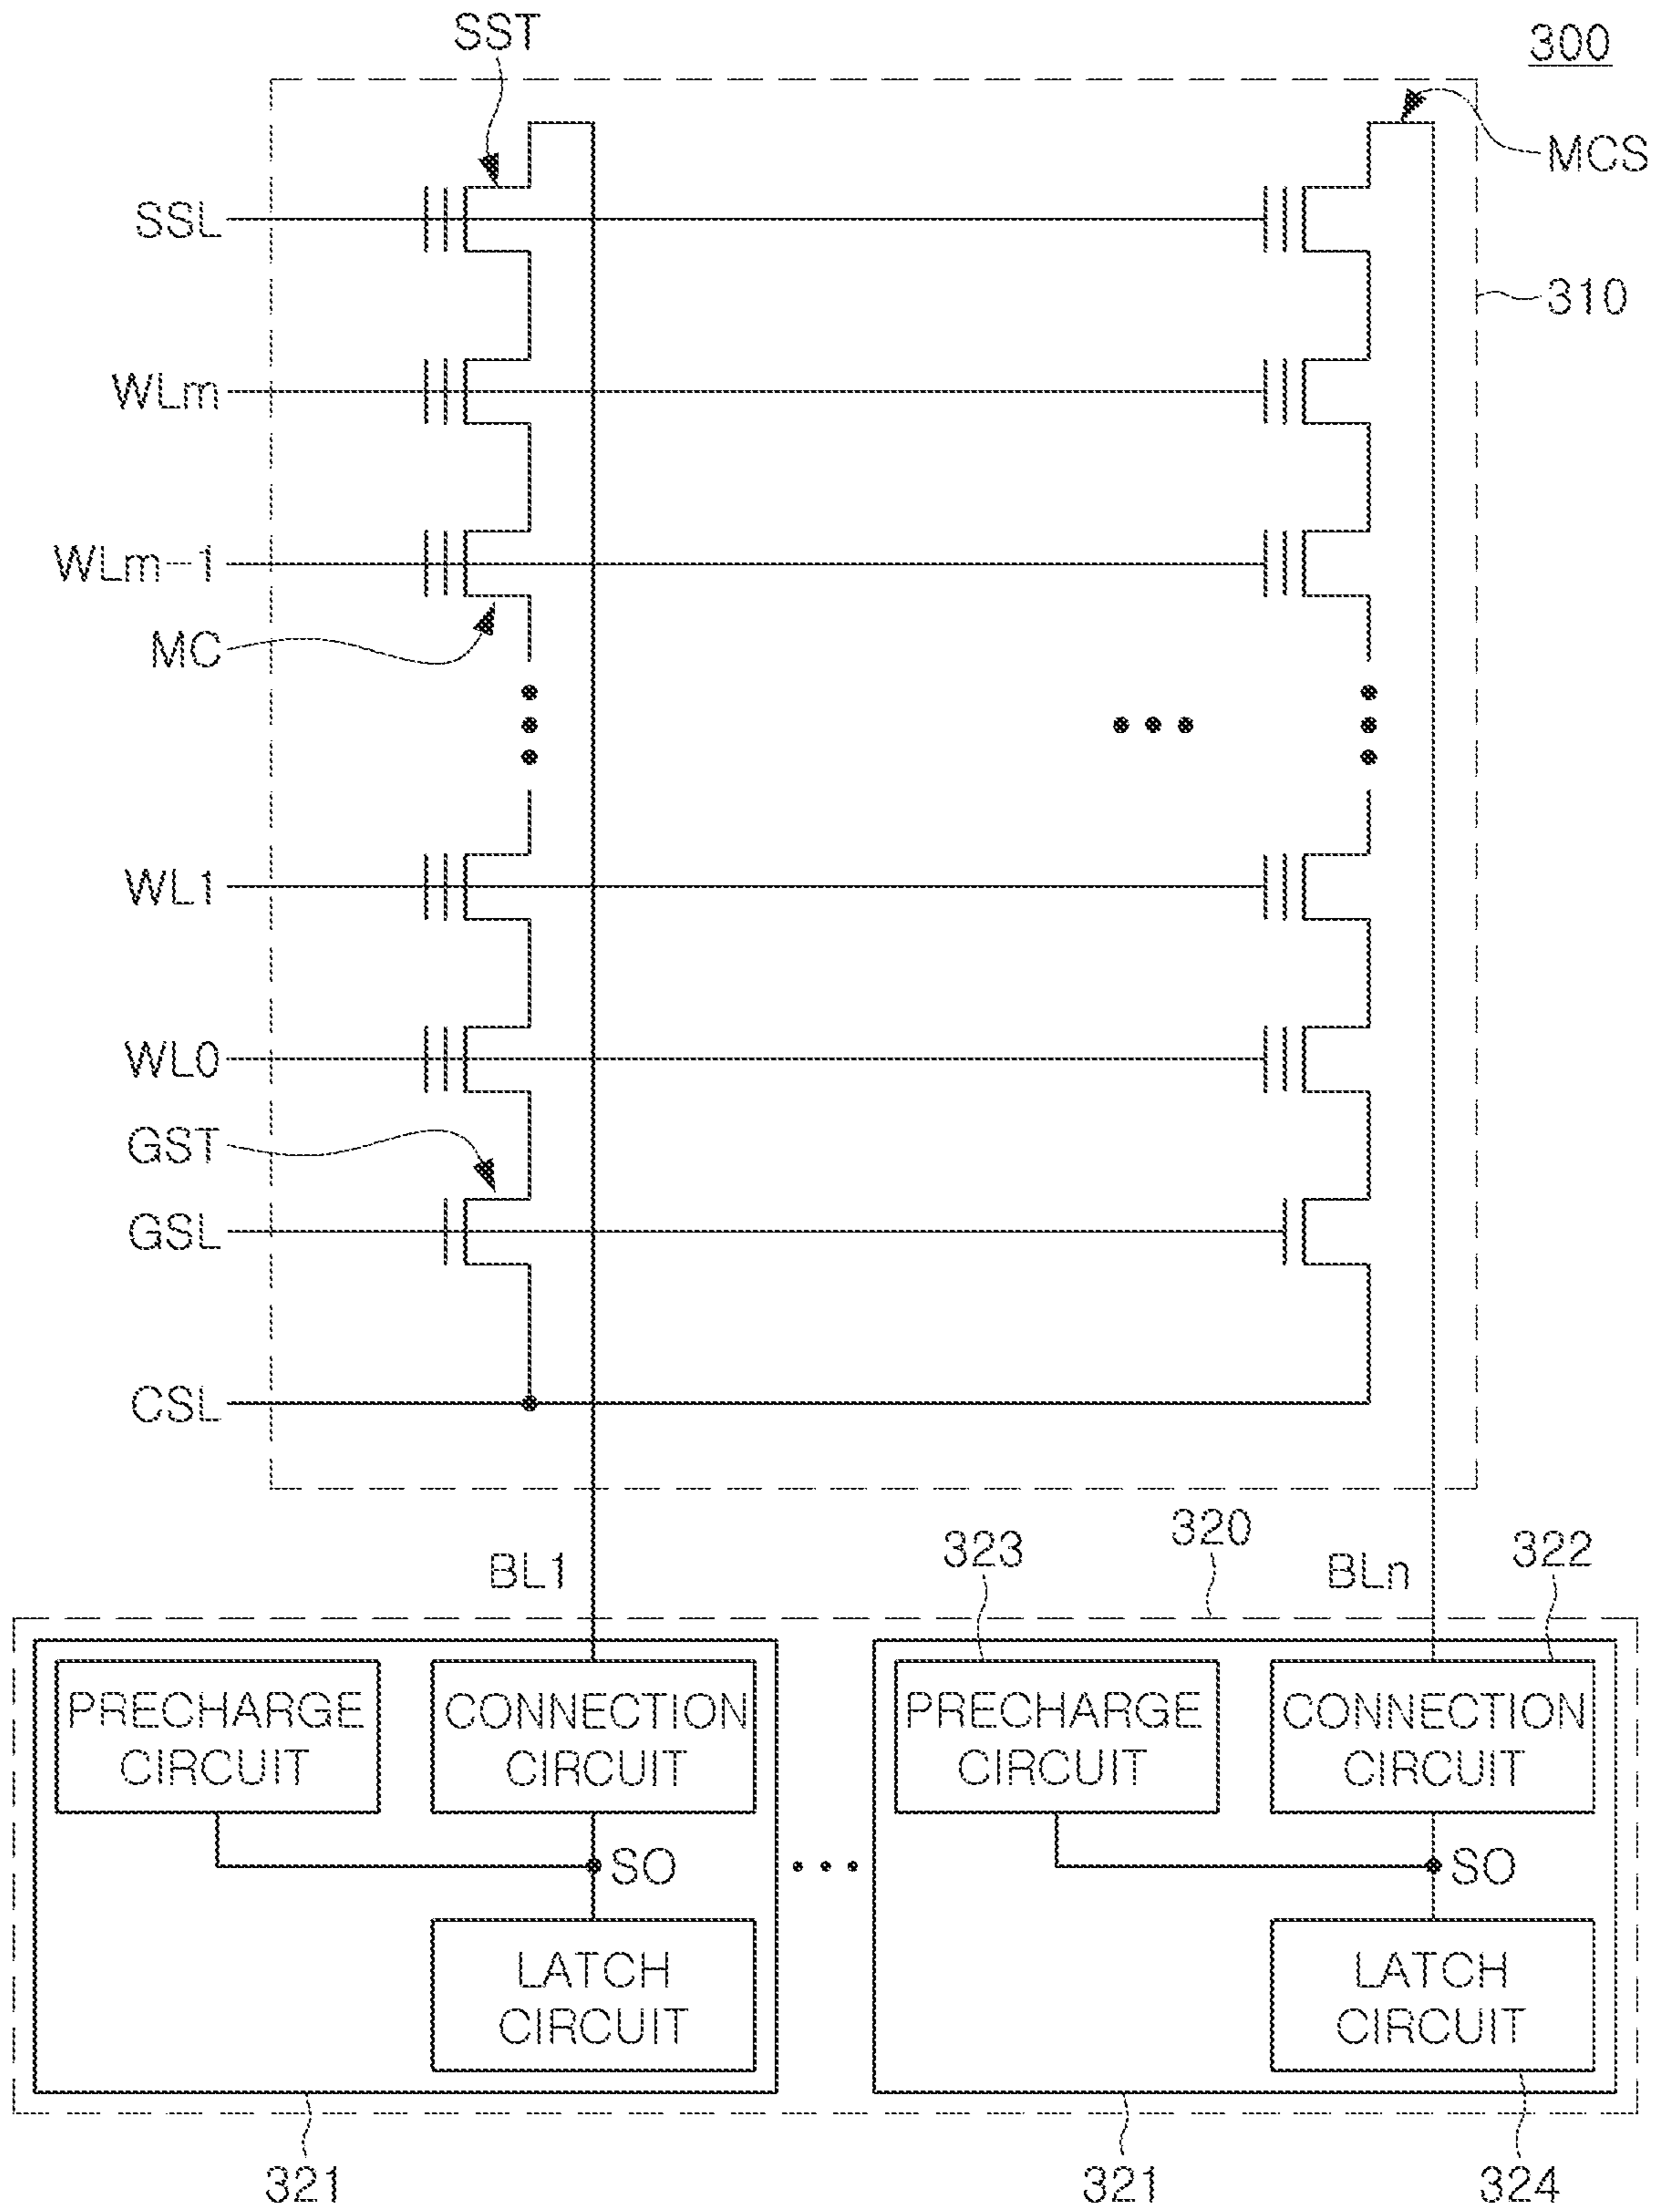 SST
300
MCS
SSL
310
WLm
WLm-1
MC
WL1
WL0
GST
GSL
CSL
BL1
323
320
BLn
322
PRECHARGE
CIRCUIT
CONNECTION
CIRCUIT
PRECHARGE
CIRCUIT
CONNECTION
CIRCUIT
SO
SO
LATCH
CIRCUIT
LATCH
CIRCUIT
321
321
324